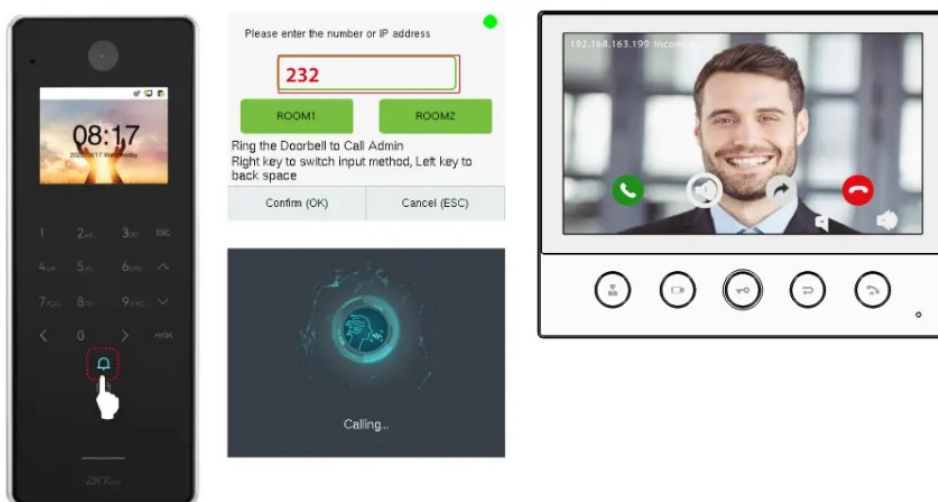 08:17
1 2 3 ESC
4 5 6
7 8 9
0 M/OK
ZKTeco
Please enter the number or IP address
232
ROOM1 ROOM2
Ring the Doorbell to Call Admin
Right key to switch input method, Left key to
back space
Confirm (OK) Cancel (ESC)
Calling...
192.168.163.199